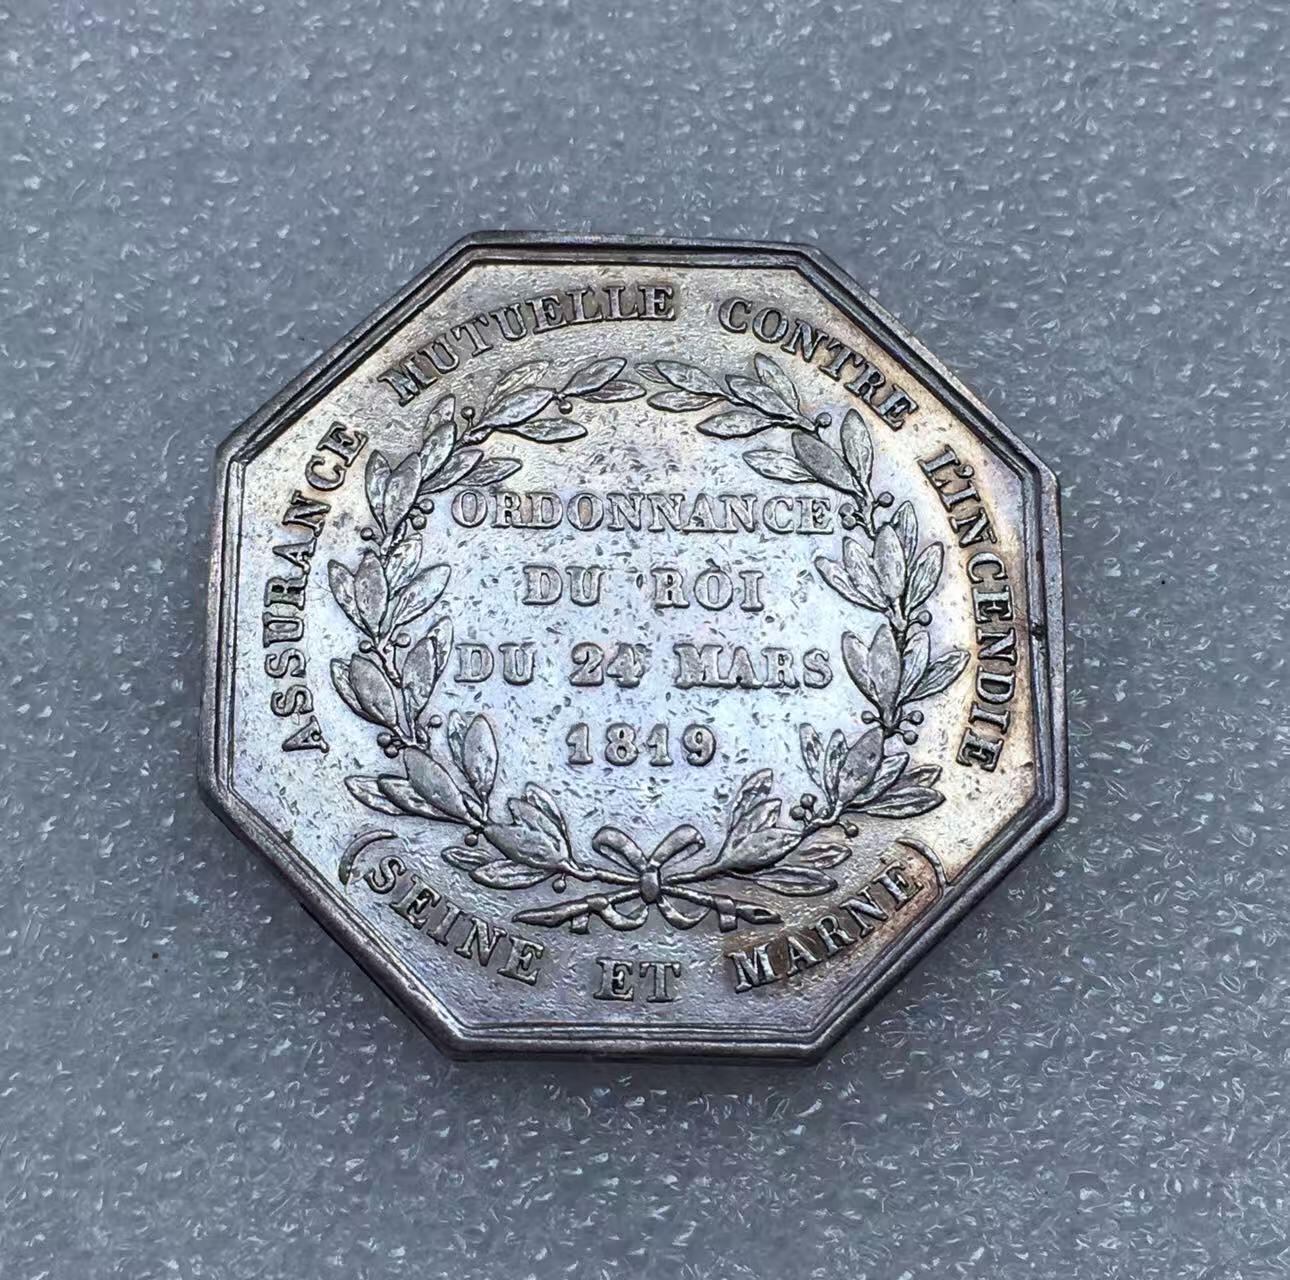 ASSURANCE MUTUELLE CONTRE L'INCENDIE
ORDONNANCE
DU ROI
DU 24 MARS
1819
(SEINE ET MARNE)